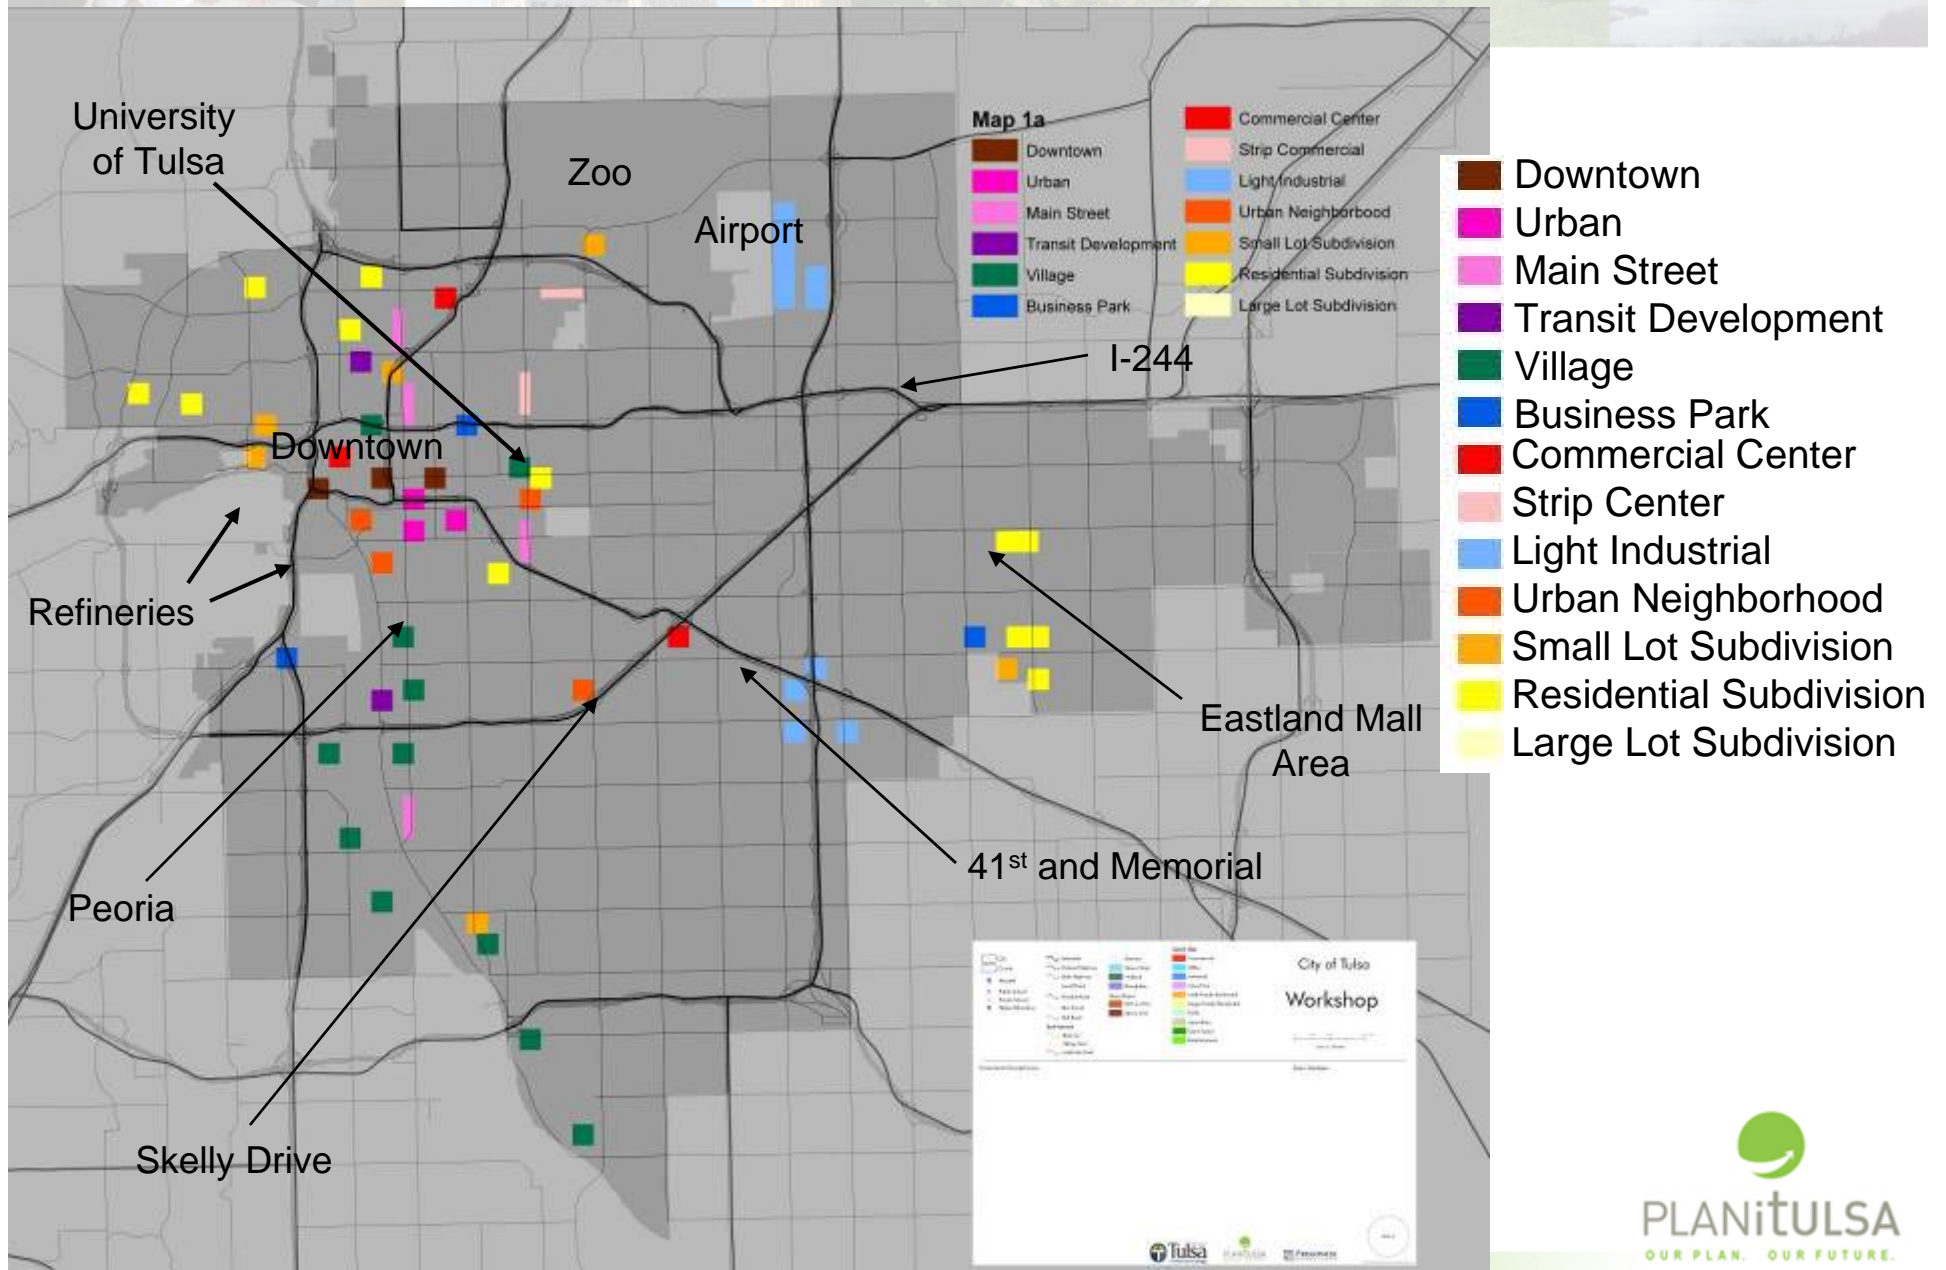 University
of Tulsa
Zoo
Airport
Map 1a
Downtown
Urban
Main Street
Transit Development
Village
Business Park
Commercial Center
Strip Commercial
Light Industrial
Urban Neighborbood
Small Lot Subdivision
Residential Subdivision
Large Lot Subdivision
I-244
Downtown
Refineries
Eastland Mall
Area
41st and Memorial
Peoria
Skelly Drive
Downtown
Urban
Main Street
Transit Development
Village
Business Park
Commercial Center
Strip Center
Light Industrial
Urban Neighborhood
Small Lot Subdivision
Residential Subdivision
Large Lot Subdivision
City of Tulsa
Workshop
Tulsa
PLANiTULSA
PLANiTULSA
OUR PLAN. OUR FUTURE.